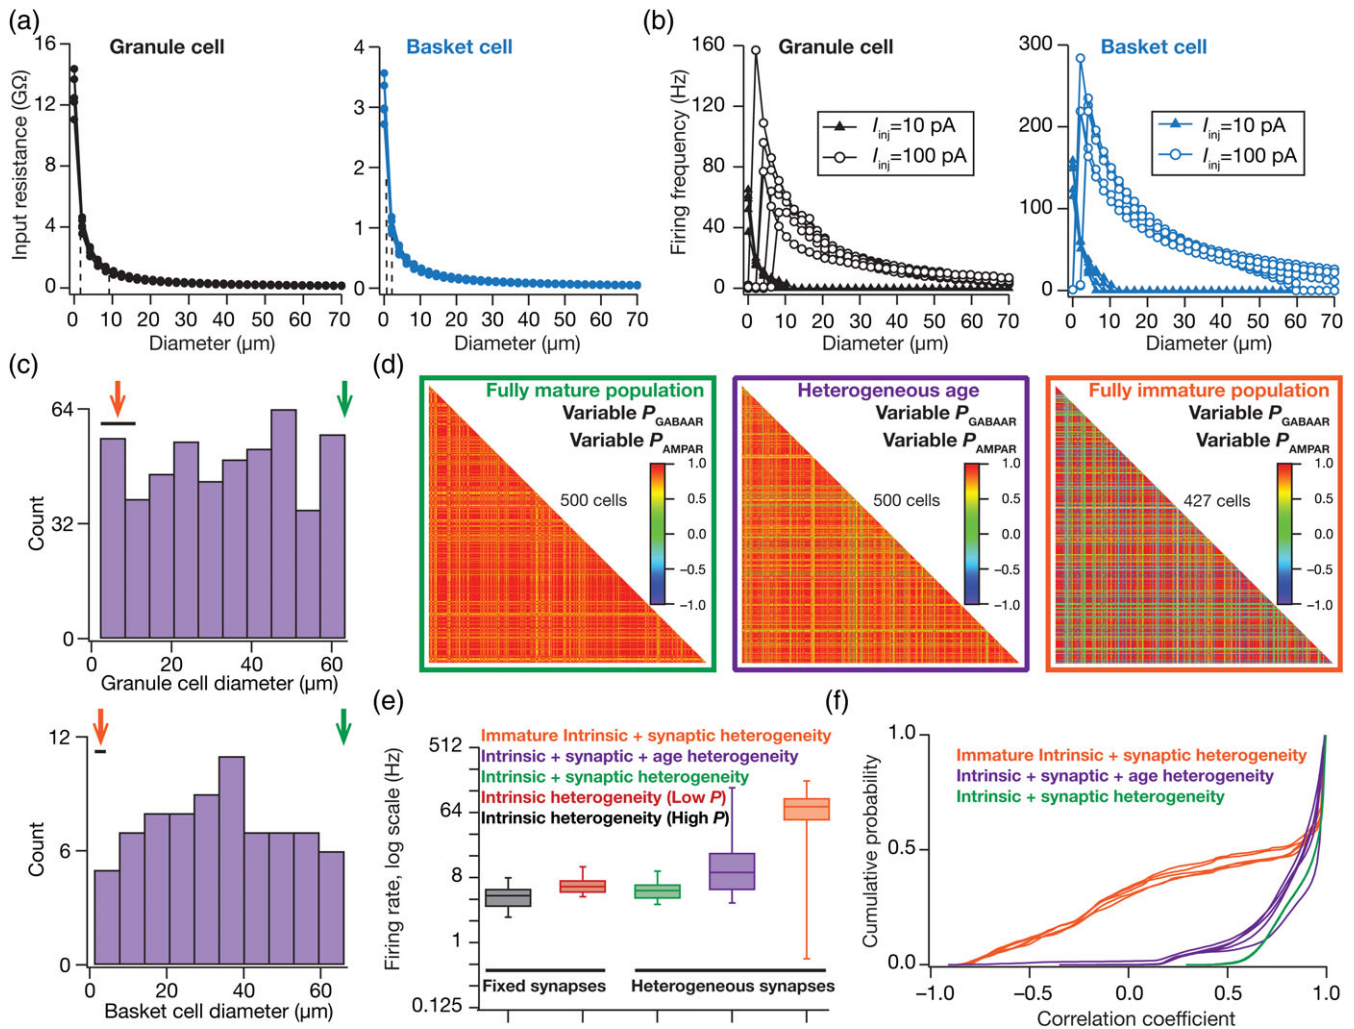 (a)
Granule cell
Basket cell
Input resistance (GΩ)
16
12
8
4
0
4
3
2
1
0
0 10 20 30 40 50 60 70
Diameter (µm)
0 10 20 30 40 50 60 70
Diameter (µm)
(b)
Granule cell
Basket cell
Firing frequency (Hz)
160
120
80
40
0
I inj=10 pA
I inj=100 pA
300
200
100
0
I inj=10 pA
I inj=100 pA
0 10 20 30 40 50 60 70
Diameter (µm)
0 10 20 30 40 50 60 70
Diameter (µm)
(c)
Count
64
32
0
0 20 40 60
Granule cell diameter (µm)
Count
12
6
0
0 20 40 60
Basket cell diameter (µm)
(d)
Fully mature population
Variable P GABAAR
Variable P AMPAR
500 cells
1.0
0.5
0.0
−0.5
−1.0
Heterogeneous age
Variable P GABAAR
Variable P AMPAR
500 cells
1.0
0.5
0.0
−0.5
−1.0
Fully immature population
Variable P GABAAR
Variable P AMPAR
427 cells
1.0
0.5
0.0
−0.5
−1.0
(e)
Firing rate, log scale (Hz)
512
64
8
1
0.125
Immature Intrinsic + synaptic heterogeneity
Intrinsic + synaptic + age heterogeneity
Intrinsic + synaptic heterogeneity
Intrinsic heterogeneity (Low P)
Intrinsic heterogeneity (High P)
Fixed synapses
Heterogeneous synapses
(f)
Cumulative probability
1.0
0.5
0.0
Immature Intrinsic + synaptic heterogeneity
Intrinsic + synaptic + age heterogeneity
Intrinsic + synaptic heterogeneity
−1.0 −0.5 0.0 0.5 1.0
Correlation coefficient